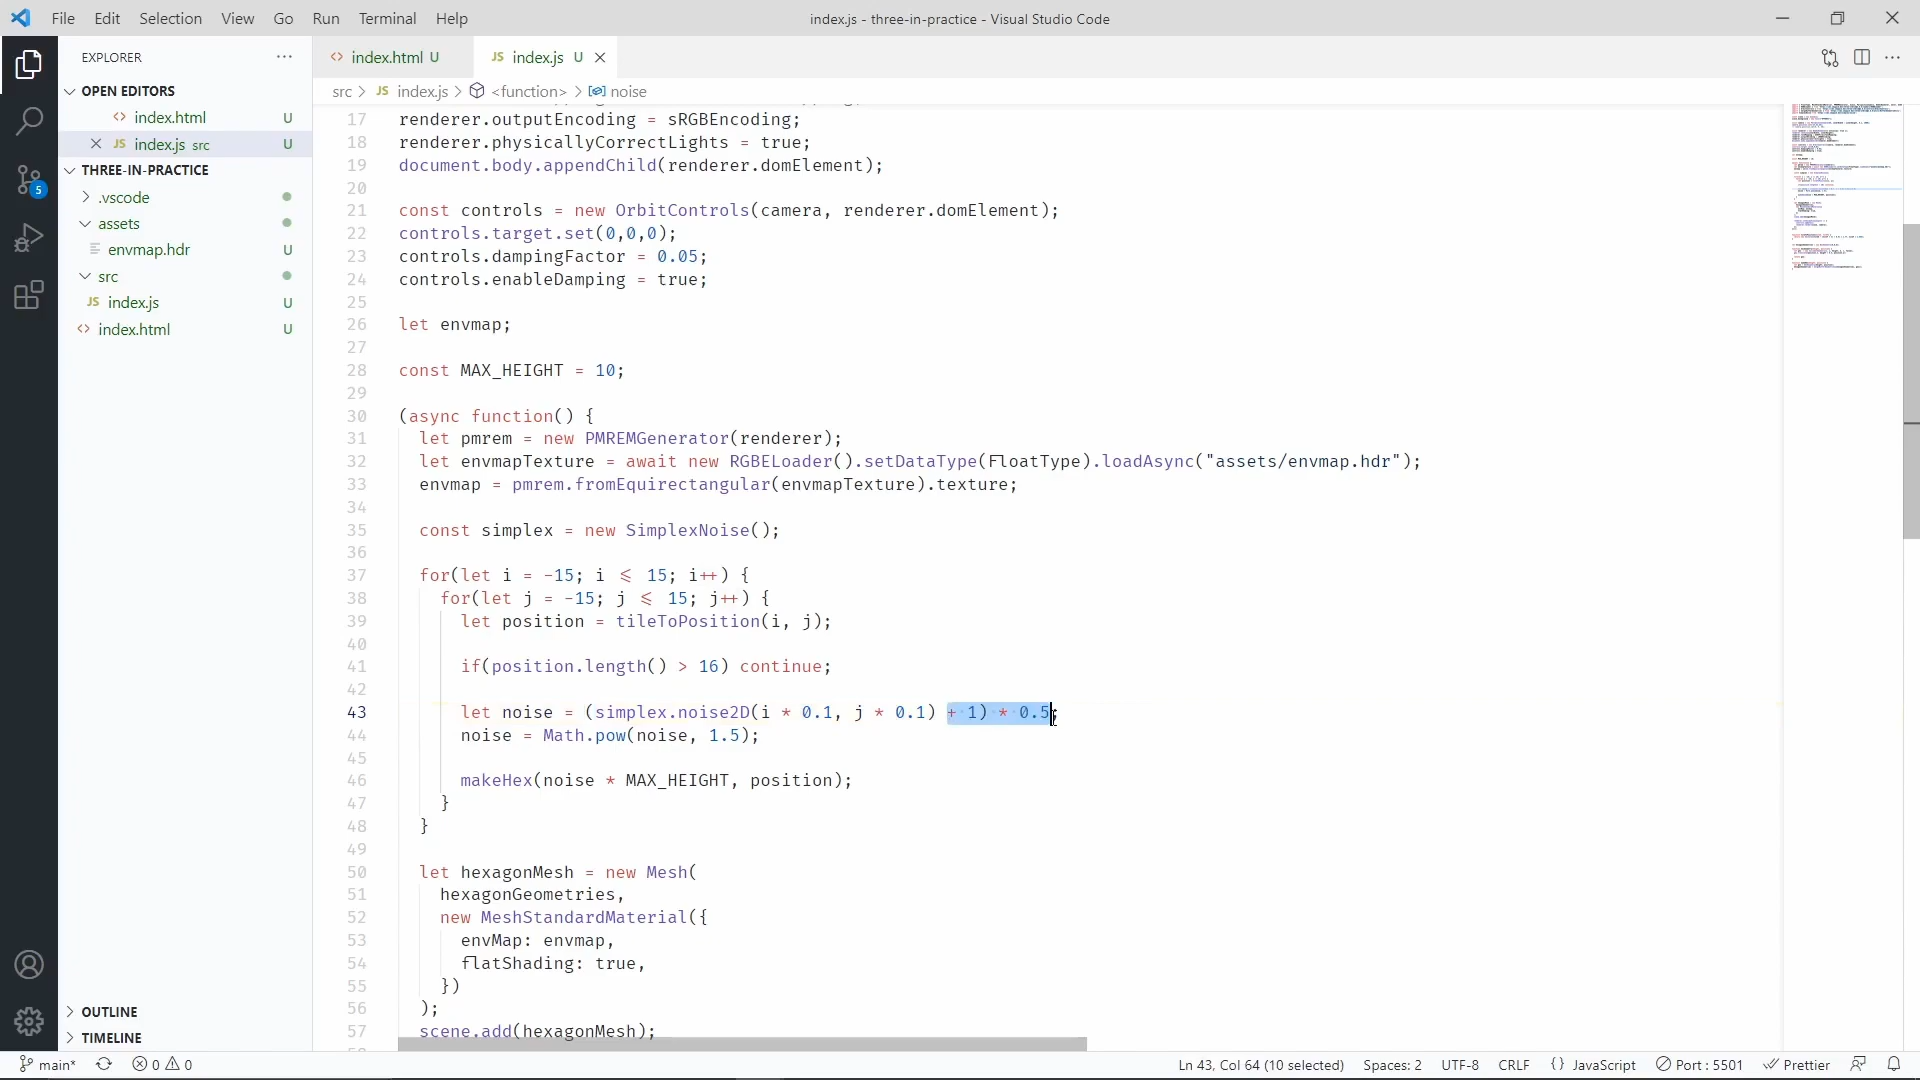 File Edit Selection View Go Run Terminal Help
index.js - three-in-practice - Visual Studio Code
EXPLORER
OPEN EDITORS
index.html U
JS index.js src U
THREE-IN-PRACTICE
.vscode
assets
envmap.hdr U
src
JS index.js U
index.html U
OUTLINE
TIMELINE
5
index.html U
JS index.js U
src > JS index.js > <function> > noise
17 renderer.outputEncoding = sRGBEncoding;
18 renderer.physicallyCorrectLights = true;
19 document.body.appendChild(renderer.domElement);
20
21 const controls = new OrbitControls(camera, renderer.domElement);
22 controls.target.set(0,0,0);
23 controls.dampingFactor = 0.05;
24 controls.enableDamping = true;
25
26 let envmap;
27
28 const MAX_HEIGHT = 10;
29
30 (async function() {
31 let pmrem = new PMREMGenerator(renderer);
32 let envmapTexture = await new RGBELoader().setDataType(FloatType).loadAsync("assets/envmap.hdr");
33 envmap = pmrem.fromEquirectangular(envmapTexture).texture;
34
35 const simplex = new SimplexNoise();
36
37 for(let i = -15; i <= 15; i++) {
38 for(let j = -15; j <= 15; j++) {
39 let position = tileToPosition(i, j);
40
41 if(position.length() > 16) continue;
42
43 let noise = (simplex.noise2D(i * 0.1, j * 0.1) + 1) * 0.5;
44 noise = Math.pow(noise, 1.5);
45
46 makeHex(noise * MAX_HEIGHT, position);
47 }
48 }
49
50 let hexagonMesh = new Mesh(
51 hexagonGeometries,
52 new MeshStandardMaterial({
53 envMap: envmap,
54 flatShading: true,
55 })
56 );
57 scene.add(hexagonMesh);
main* 0 0 Ln 43, Col 64 (10 selected) Spaces: 2 UTF-8 CRLF {} JavaScript Port : 5501 Prettier